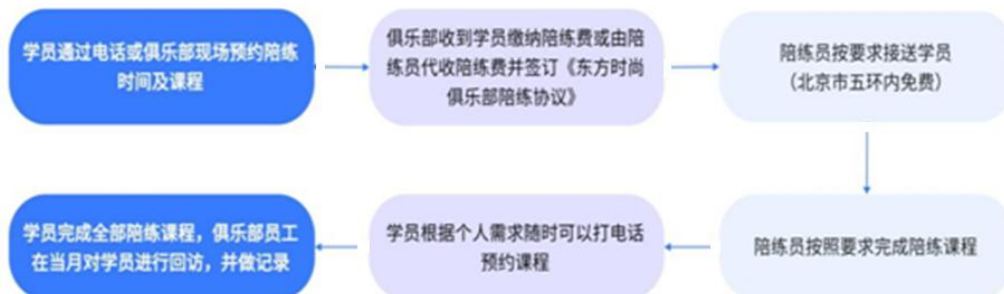 学员通过电话或俱乐部现场预约陪练
时间及课程
俱乐部收到学员缴纳陪练费或由陪
练员代收陪练费并签订《东方时尚
俱乐部陪练协议》
陪练员按要求接送学员
（北京市五环内免费）
陪练员按照要求完成陪练课程
学员根据个人需求随时可以打电话
预约课程
学员完成全部陪练课程，俱乐部员工
在当月对学员进行回访，并做记录